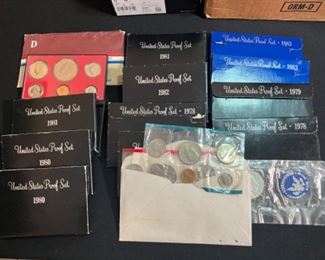 ORM-D
D
United States Proof Set
1981
United States Proof Set
1982
United States Proof Set · 1978
United States Proof Set · 1983
United States Proof Set · 1983
United States Proof Set · 1979
United States Proof Set · 1978
United States Proof Set
1981
United States Proof Set
1980
United States Proof Set
1980